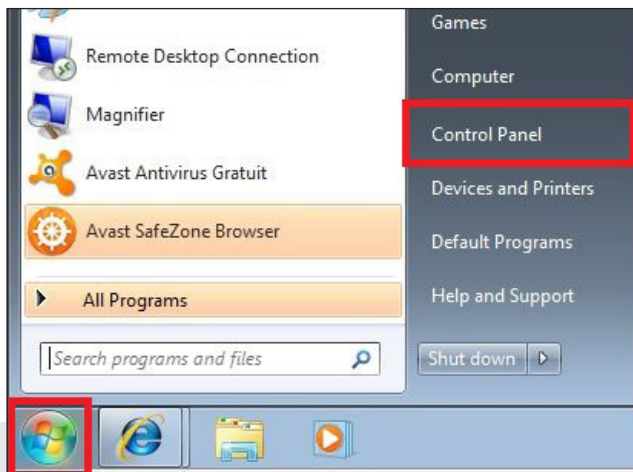 Remote Desktop Connection
Magnifier
Avast Antivirus Gratuit
Avast SafeZone Browser
All Programs
Search programs and files
Games
Computer
Control Panel
Devices and Printers
Default Programs
Help and Support
Shut down